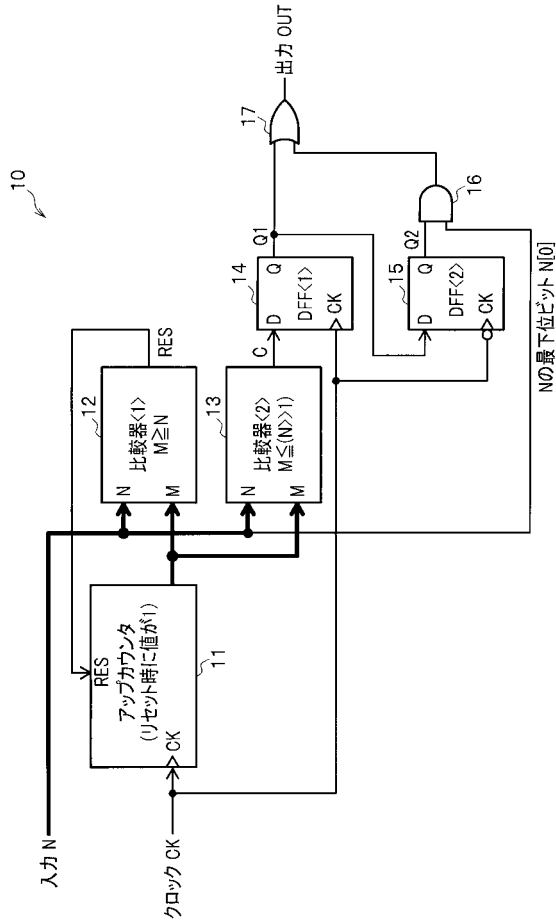 10
入力 N
クロック CK
RES
アップカウンタ
(リセット時に値が1)
CK
11
12
比較器<1>
M≧N
N
M
RES
13
比較器<2>
M≦(N>>1)
N
M
C
14
D
Q
DFF<1>
CK
Q1
15
D
Q
DFF<2>
CK
Q2
16
17
出力 OUT
Nの最下位ビット N[0]